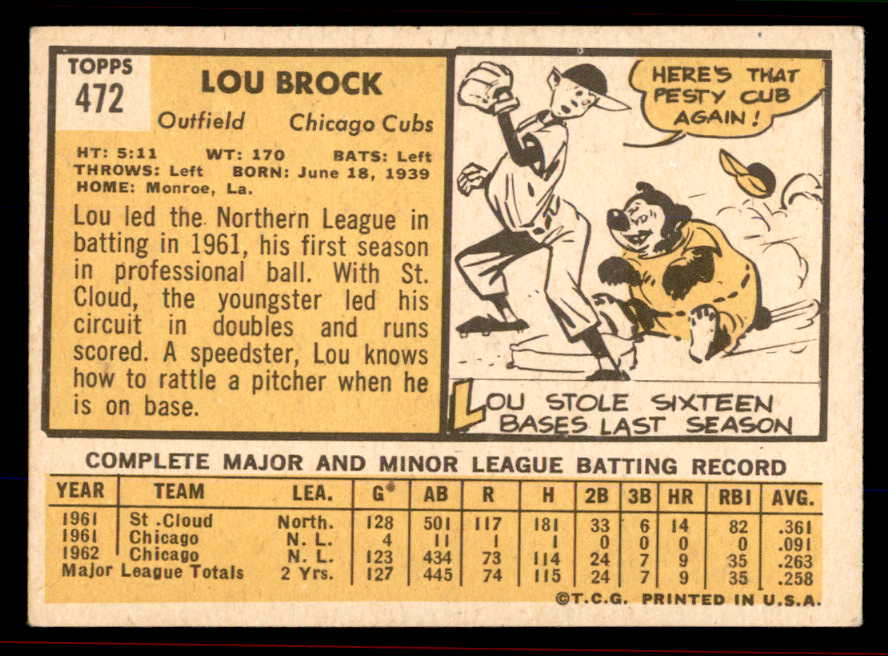 TOPPS
472
LOU BROCK
Outfield Chicago Cubs
HT: 5:11 WT: 170 BATS: Left
THROWS: Left BORN: June 18, 1939
HOME: Monroe, La.
Lou led the Northern League in
batting in 1961, his first season
in professional ball. With St.
Cloud, the youngster led his
circuit in doubles and runs
scored. A speedster, Lou knows
how to rattle a pitcher when he
is on base.
HERE'S THAT
PESTY CUB
AGAIN!
LOU STOLE SIXTEEN
BASES LAST SEASON
COMPLETE MAJOR AND MINOR LEAGUE BATTING RECORD
YEAR TEAM LEA. G AB R H 2B 3B HR RBI AVG.
1961 St .Cloud North. 128 501 117 181 33 6 14 82 .361
1961 Chicago N. L. 4 11 1 1 0 0 0 0 .091
1962 Chicago N. L. 123 434 73 114 24 7 9 35 .263
Major League Totals 2 Yrs. 127 445 74 115 24 7 9 35 .258
©T.C.G. PRINTED IN U.S.A.